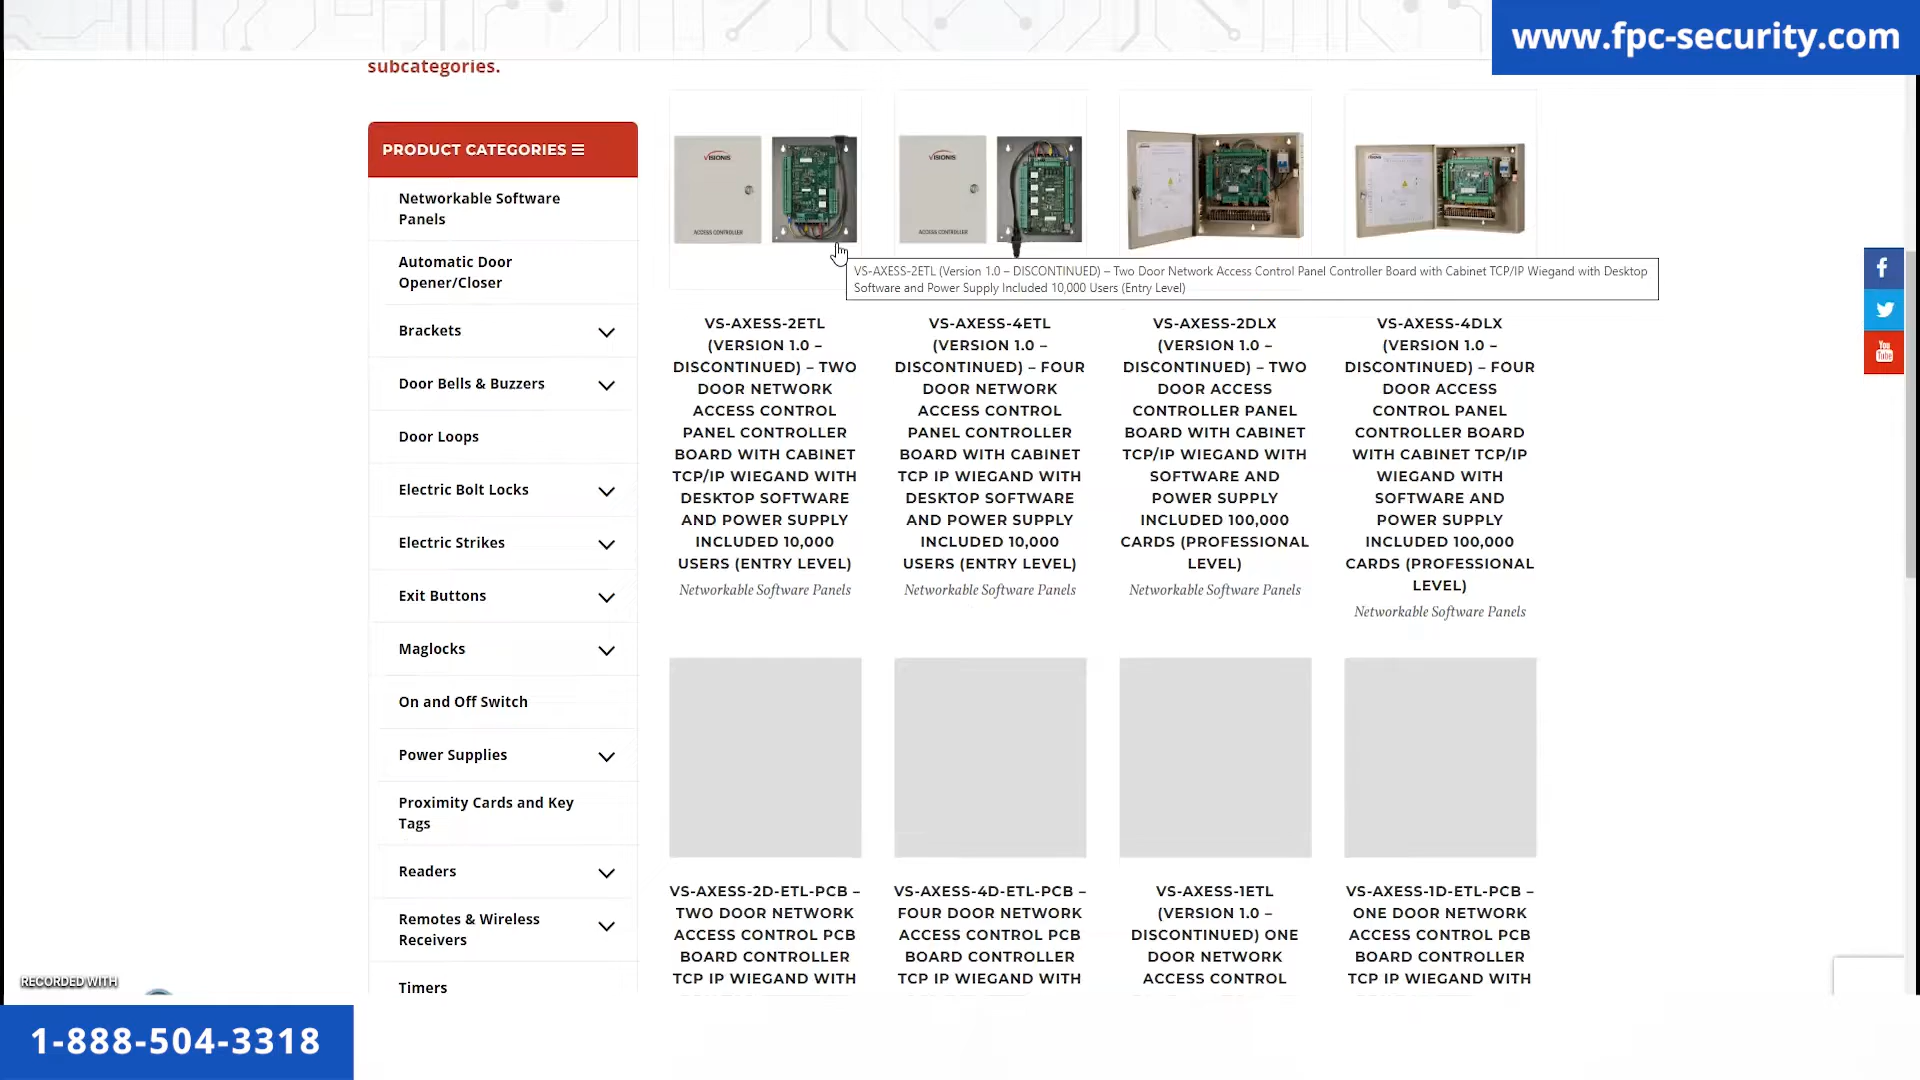 www.fpc-security.com
subcategories.
PRODUCT CATEGORIES
Networkable Software
Panels
Automatic Door
Opener/Closer
Brackets
Door Bells & Buzzers
Door Loops
Electric Bolt Locks
Electric Strikes
Exit Buttons
Maglocks
On and Off Switch
Power Supplies
Proximity Cards and Key
Tags
Readers
Remotes & Wireless
Receivers
Timers
VISIONIS
ACCESS CONTROLLER
VISIONIS
ACCESS CONTROLLER
VS-AXESS-2ETL (Version 1.0 – DISCONTINUED) – Two Door Network Access Control Panel Controller Board with Cabinet TCP/IP Wiegand with Desktop
Software and Power Supply Included 10,000 Users (Entry Level)
VS-AXESS-2ETL
(VERSION 1.0 –
DISCONTINUED) – TWO
DOOR NETWORK
ACCESS CONTROL
PANEL CONTROLLER
BOARD WITH CABINET
TCP/IP WIEGAND WITH
DESKTOP SOFTWARE
AND POWER SUPPLY
INCLUDED 10,000
USERS (ENTRY LEVEL)
Networkable Software Panels
VS-AXESS-4ETL
(VERSION 1.0 –
DISCONTINUED) – FOUR
DOOR NETWORK
ACCESS CONTROL
PANEL CONTROLLER
BOARD WITH CABINET
TCP IP WIEGAND WITH
DESKTOP SOFTWARE
AND POWER SUPPLY
INCLUDED 10,000
USERS (ENTRY LEVEL)
Networkable Software Panels
VS-AXESS-2DLX
(VERSION 1.0 –
DISCONTINUED) – TWO
DOOR ACCESS
CONTROLLER PANEL
BOARD WITH CABINET
TCP/IP WIEGAND WITH
SOFTWARE AND
POWER SUPPLY
INCLUDED 100,000
CARDS (PROFESSIONAL
LEVEL)
Networkable Software Panels
VS-AXESS-4DLX
(VERSION 1.0 –
DISCONTINUED) – FOUR
DOOR ACCESS
CONTROL PANEL
CONTROLLER BOARD
WITH CABINET TCP/IP
WIEGAND WITH
SOFTWARE AND
POWER SUPPLY
INCLUDED 100,000
CARDS (PROFESSIONAL
LEVEL)
Networkable Software Panels
VS-AXESS-2D-ETL-PCB –
TWO DOOR NETWORK
ACCESS CONTROL PCB
BOARD CONTROLLER
TCP IP WIEGAND WITH
VS-AXESS-4D-ETL-PCB –
FOUR DOOR NETWORK
ACCESS CONTROL PCB
BOARD CONTROLLER
TCP IP WIEGAND WITH
VS-AXESS-1ETL
(VERSION 1.0 –
DISCONTINUED) ONE
DOOR NETWORK
ACCESS CONTROL
VS-AXESS-1D-ETL-PCB –
ONE DOOR NETWORK
ACCESS CONTROL PCB
BOARD CONTROLLER
TCP IP WIEGAND WITH
You
Tube
RECORDED WITH
1-888-504-3318